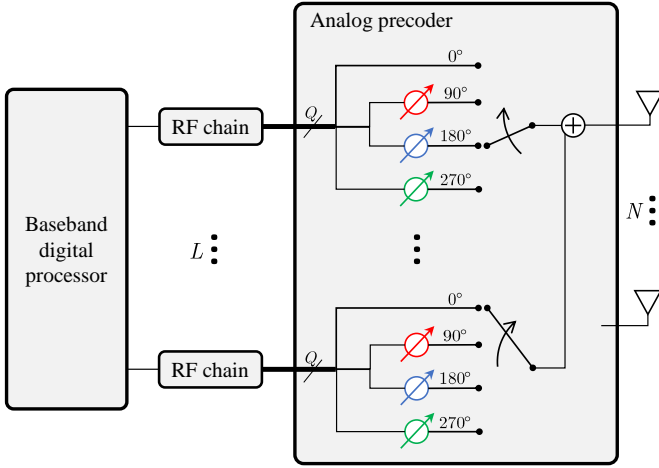 Analog precoder
0°
90°
Q
RF chain
180°
270°
Baseband
digital
processor
L
N
0°
90°
Q
RF chain
180°
270°